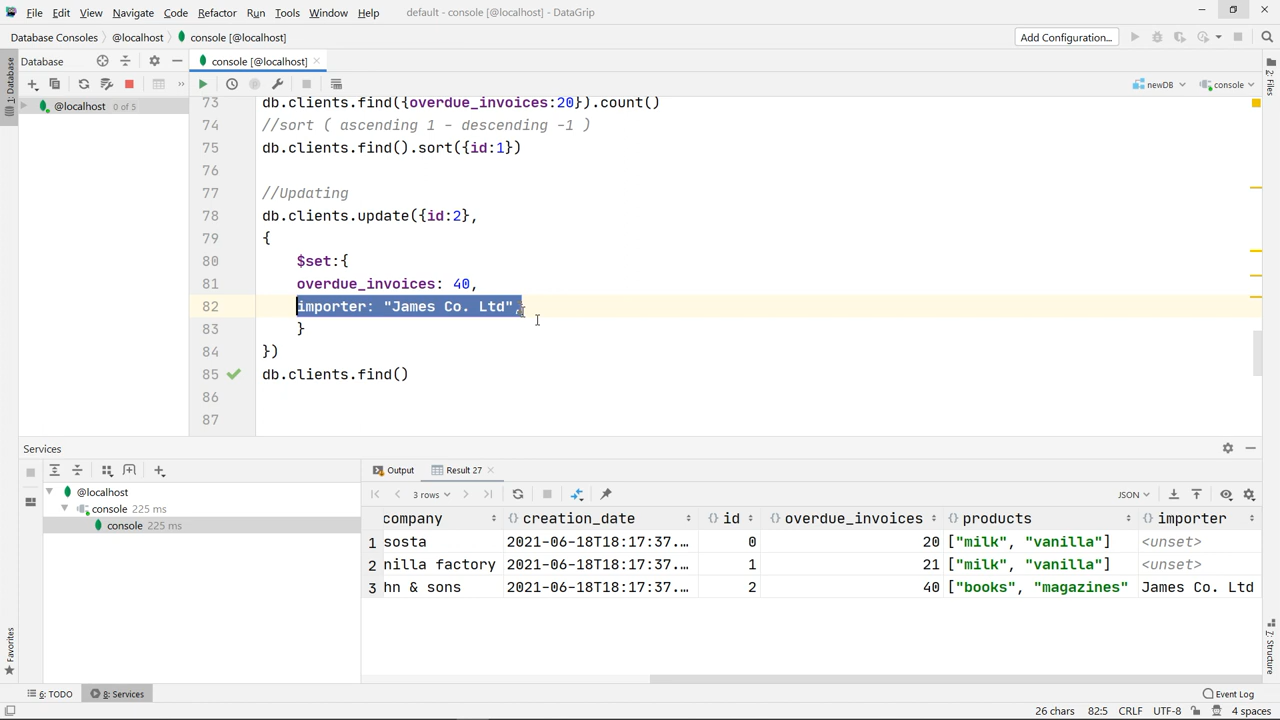 File Edit View Navigate Code Refactor Run Tools Window Help default - console [@localhost] - DataGrip
Database Consoles @localhost console [@localhost] Add Configuration...
Database console [@localhost]
newDB console
@localhost 0 of 5
1: Database
2: Files
73 db.clients.find({overdue_invoices:20}).count()
74 //sort ( ascending 1 - descending -1 )
75 db.clients.find().sort({id:1})
76
77 //Updating
78 db.clients.update({id:2},
79 {
80 $set:{
81 overdue_invoices: 40,
82 importer: "James Co. Ltd",
83 }
84 })
85 db.clients.find()
86
87
Services
Output Result 27
3 rows JSON
@localhost
console 225 ms
console 225 ms
company creation_date id overdue_invoices products importer
1 sosta 2021-06-18T18:17:37.… 0 20 ["milk", "vanilla"] <unset>
2 nilla factory 2021-06-18T18:17:37.… 1 21 ["milk", "vanilla"] <unset>
3 hn & sons 2021-06-18T18:17:37.… 2 40 ["books", "magazines" James Co. Ltd
Favorites
Z: Structure
6: TODO 8: Services Event Log
26 chars 82:5 CRLF UTF-8 4 spaces